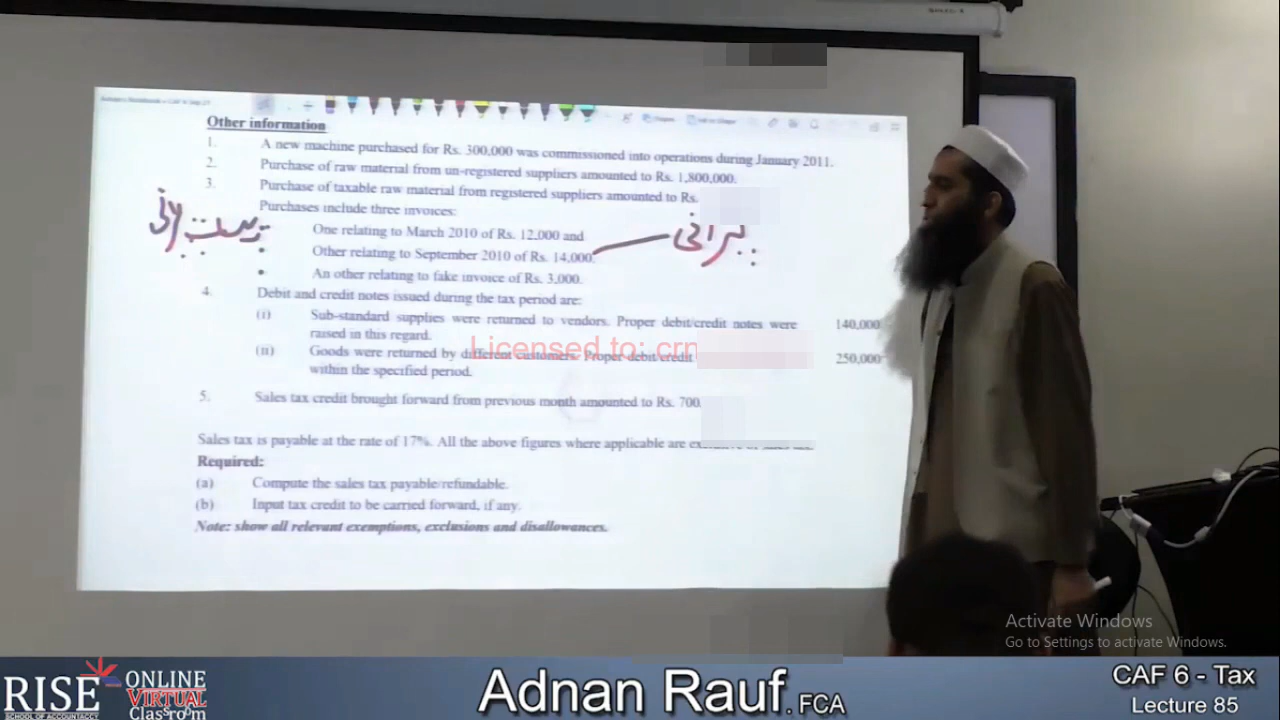 Other information
1. A new machine purchased for Rs. 300,000 was commissioned into operations during January 2011.
2. Purchase of raw material from un-registered suppliers amounted to Rs. 1,800,000.
3. Purchase of taxable raw material from registered suppliers amounted to Rs.
Purchases include three invoices:
One relating to March 2010 of Rs. 12,000 and
• Other relating to September 2010 of Rs. 14,000.
• An other relating to fake invoice of Rs. 3,000.
4. Debit and credit notes issued during the tax period are:
(i) Sub-standard supplies were returned to vendors. Proper debit/credit notes were 140,000
raised in this regard.
Licensed to: crn
(ii) Goods were returned by different customers. Proper debit/credit 250,000
within the specified period.
5. Sales tax credit brought forward from previous month amounted to Rs. 700
Sales tax is payable at the rate of 17%. All the above figures where applicable are
Required:
(a) Compute the sales tax payable/refundable.
(b) Input tax credit to be carried forward, if any.
Note: show all relevant exemptions, exclusions and disallowances.
Activate Windows
Go to Settings to activate Windows.
RISE
SCHOOL OF ACCOUNTACY
ONLINE
VIRTUAL
Classroom
Adnan Rauf. FCA
CAF 6 - Tax
Lecture 85